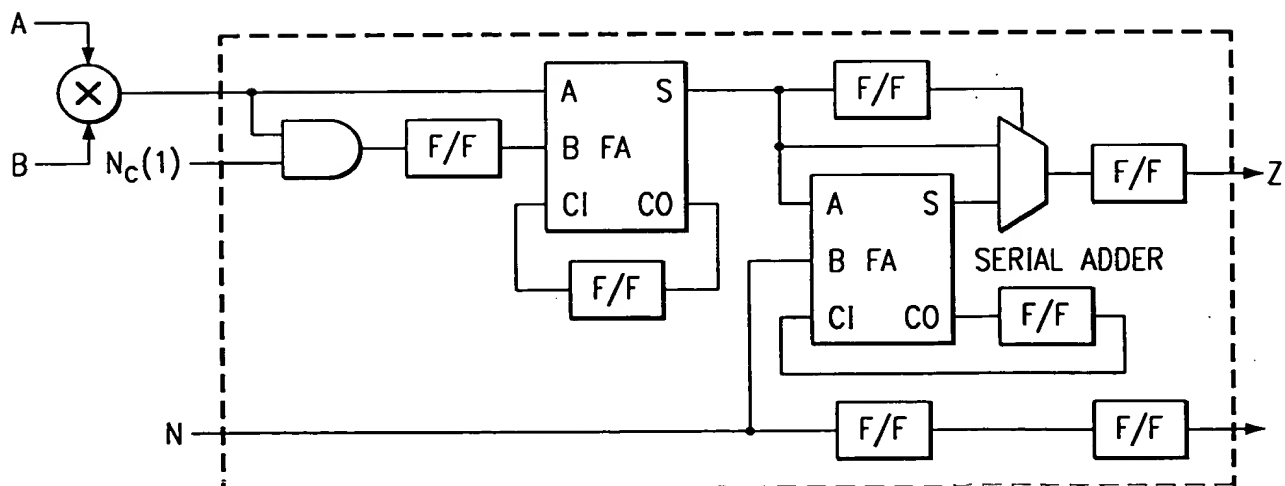 A
B
N_C(1)
F/F
A S
B FA
CI CO
F/F
F/F
A S
B FA
CI CO
SERIAL ADDER
F/F
F/F
Z
N
F/F
F/F